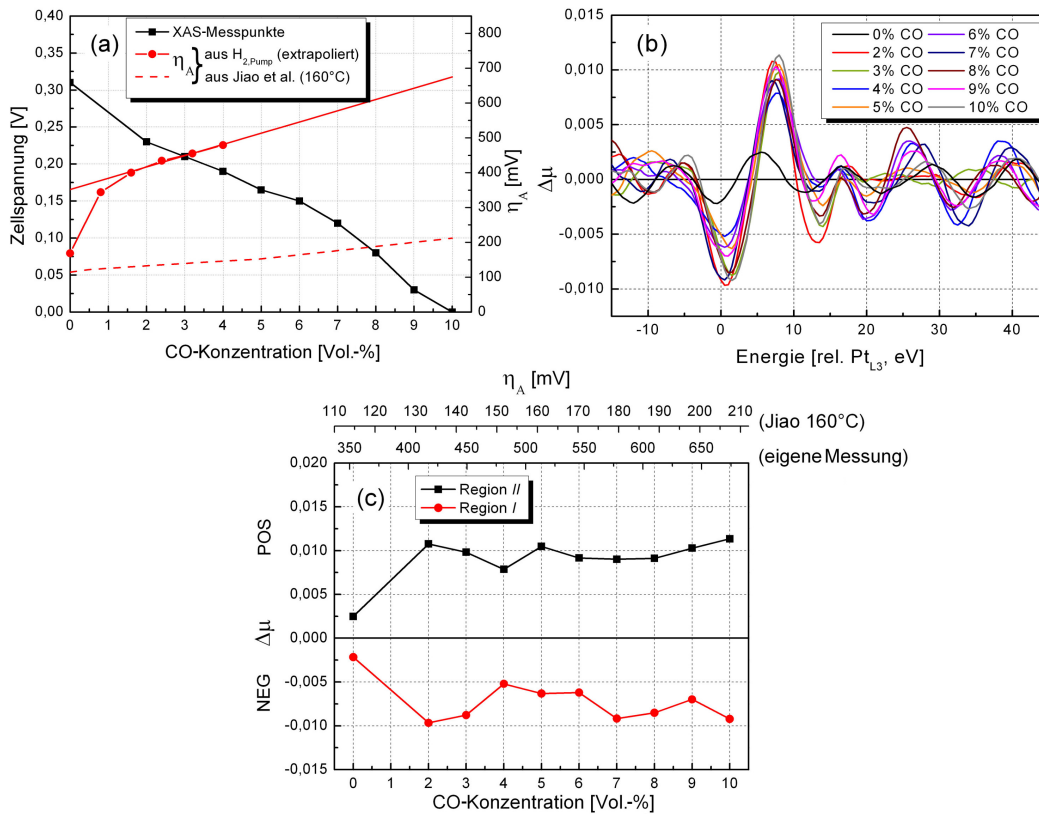 (a)
XAS-Messpunkte
η_A } aus H_2,Pump (extrapoliert)
aus Jiao et al. (160°C)
0,40
0,35
0,30
0,25
0,20
0,15
0,10
0,05
0,00
Zellspannung [V]
800
700
600
500
400
300
200
100
0
η_A [mV]
0 1 2 3 4 5 6 7 8 9 10
CO-Konzentration [Vol.-%]
(b)
0% CO
2% CO
3% CO
4% CO
5% CO
6% CO
7% CO
8% CO
9% CO
10% CO
0,015
0,010
0,005
0,000
-0,005
-0,010
Δμ
-10 0 10 20 30 40
Energie [rel. Pt_L3, eV]
η_A [mV]
110 120 130 140 150 160 170 180 190 200 210
(Jiao 160°C)
350 400 450 500 550 600 650
(eigene Messung)
(c)
Region II
Region I
0,020
0,015
0,010
0,005
0,000
-0,005
-0,010
-0,015
NEG Δμ POS
0 1 2 3 4 5 6 7 8 9 10
CO-Konzentration [Vol.-%]